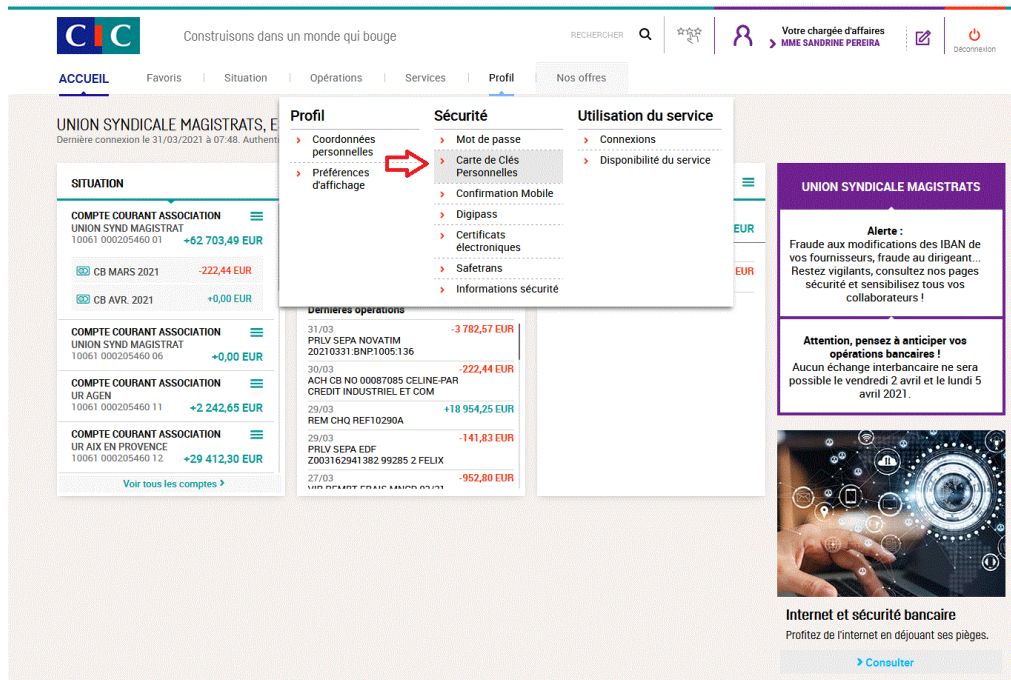 CIC
Construisons dans un monde qui bouge
RECHERCHER
Votre chargée d'affaires
MME SANDRINE PEREIRA
Déconnexion
ACCUEIL
Favoris
Situation
Opérations
Services
Profil
Nos offres
UNION SYNDICALE MAGISTRATS, E
Dernière connexion le 31/03/2021 à 07:48. Authenti
Profil
Coordonnées
personnelles
Préférences
d'affichage
Sécurité
Mot de passe
Carte de Clés
Personnelles
Confirmation Mobile
Digipass
Certificats
électroniques
Safetrans
Informations sécurité
Utilisation du service
Connexions
Disponibilité du service
SITUATION
COMPTE COURANT ASSOCIATION
UNION SYND MAGISTRAT
10061 000205460 01 +62 703,49 EUR
CB MARS 2021 -222,44 EUR
CB AVR. 2021 +0,00 EUR
COMPTE COURANT ASSOCIATION
UNION SYND MAGISTRAT
10061 000205460 06 +0,00 EUR
COMPTE COURANT ASSOCIATION
UR AGEN
10061 000205460 11 +2 242,65 EUR
COMPTE COURANT ASSOCIATION
UR AIX EN PROVENCE
10061 000205460 12 +29 412,30 EUR
Voir tous les comptes
Dernières opérations
31/03 -3 782,57 EUR
PRLV SEPA NOVATIM
20210331:BNP1005:136
30/03 -222,44 EUR
ACH CB NO 00087085 CELINE-PAR
CREDIT INDUSTRIEL ET COM
29/03 +18 954,25 EUR
REM CHQ REF10290A
29/03 -141,83 EUR
PRLV SEPA EDF
Z003162941382 99285 2 FELIX
27/03 -952,80 EUR
EUR
EUR
UNION SYNDICALE MAGISTRATS
Alerte :
Fraude aux modifications des IBAN de
vos fournisseurs, fraude au dirigeant...
Restez vigilants, consultez nos pages
sécurité et sensibilisez tous vos
collaborateurs !
Attention, pensez à anticiper vos
opérations bancaires !
Aucun échange interbancaire ne sera
possible le vendredi 2 avril et le lundi 5
avril 2021.
Internet et sécurité bancaire
Profitez de l'internet en déjouant ses pièges.
Consulter